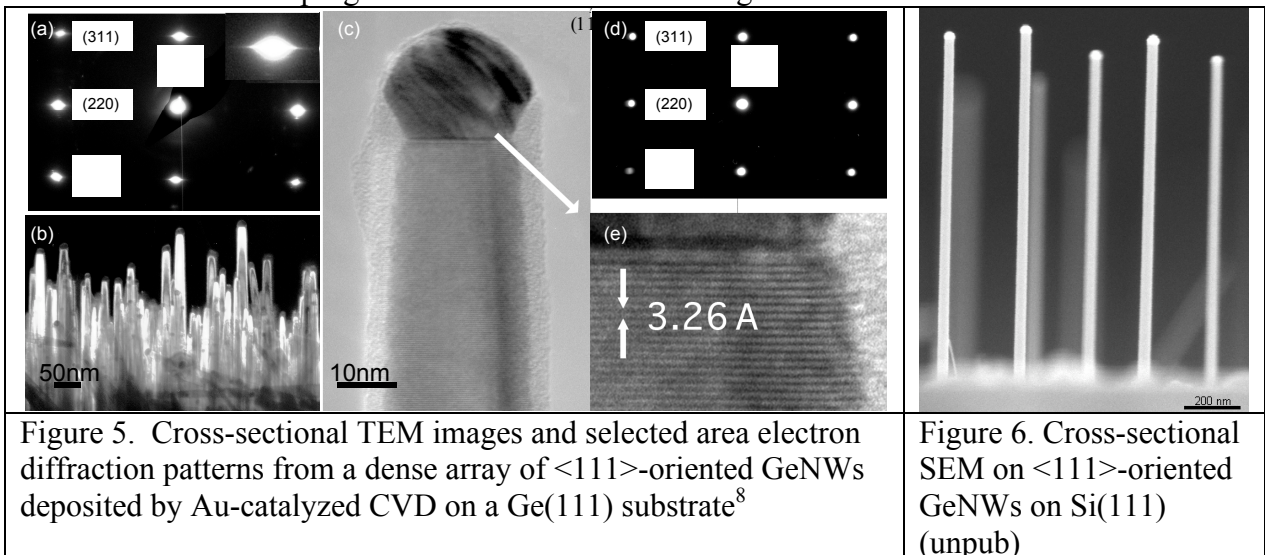 (a)
(311)
(220)
(b)
50nm
(c)
10nm
(d)
(311)
(220)
(e)
3.26 A
200 nm
Figure 5. Cross-sectional TEM images and selected area electron
diffraction patterns from a dense array of <111>-oriented GeNWs
deposited by Au-catalyzed CVD on a Ge(111) substrate8
Figure 6. Cross-sectional
SEM on <111>-oriented
GeNWs on Si(111)
(unpub)